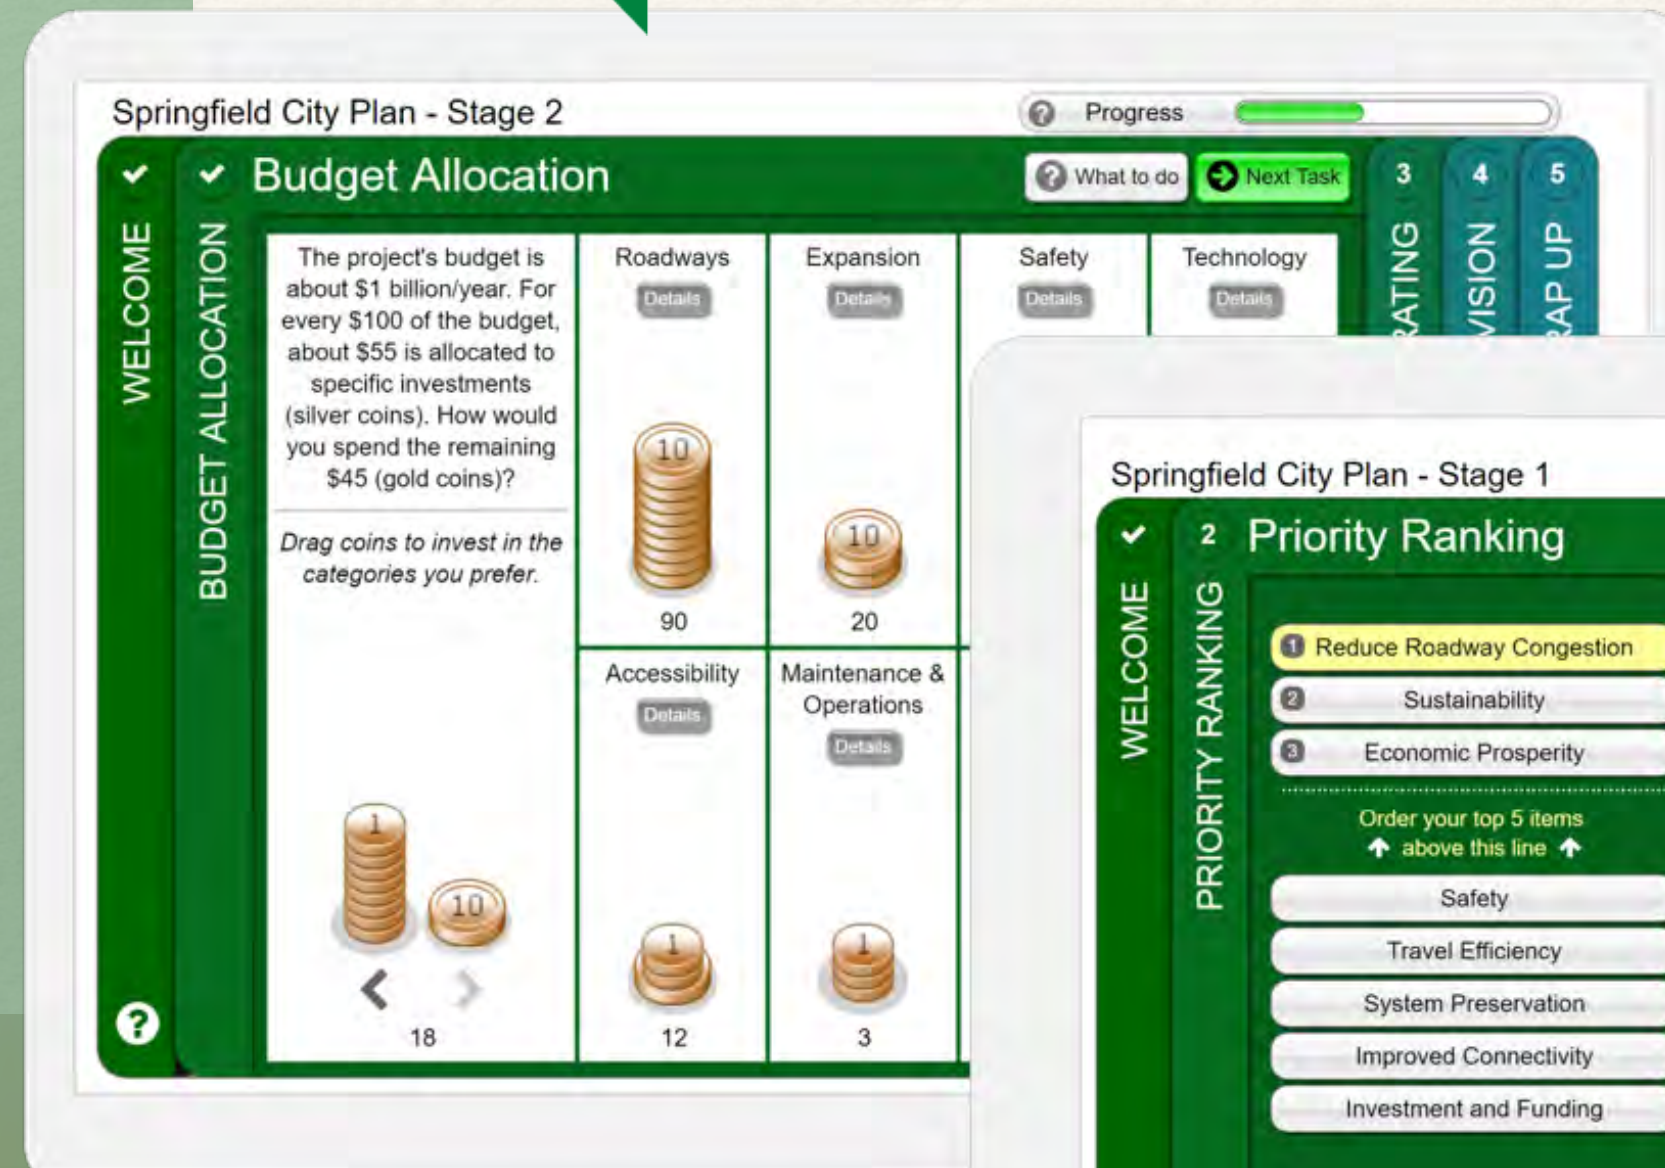 Springfield City Plan - Stage 2
Progress
WELCOME
BUDGET ALLOCATION
Budget Allocation
What to do
Next Task
3
4
5
RATING
VISION
RAP UP
The project's budget is
about $1 billion/year. For
every $100 of the budget,
about $55 is allocated to
specific investments
(silver coins). How would
you spend the remaining
$45 (gold coins)?
Drag coins to invest in the
categories you prefer.
1
10
18
Roadways
Details
10
90
Expansion
Details
10
20
Safety
Details
Technology
Details
Accessibility
Details
1
12
Maintenance &
Operations
Details
1
3
Springfield City Plan - Stage 1
WELCOME
2
PRIORITY RANKING
Priority Ranking
1 Reduce Roadway Congestion
2 Sustainability
3 Economic Prosperity
Order your top 5 items
above this line
Safety
Travel Efficiency
System Preservation
Improved Connectivity
Investment and Funding